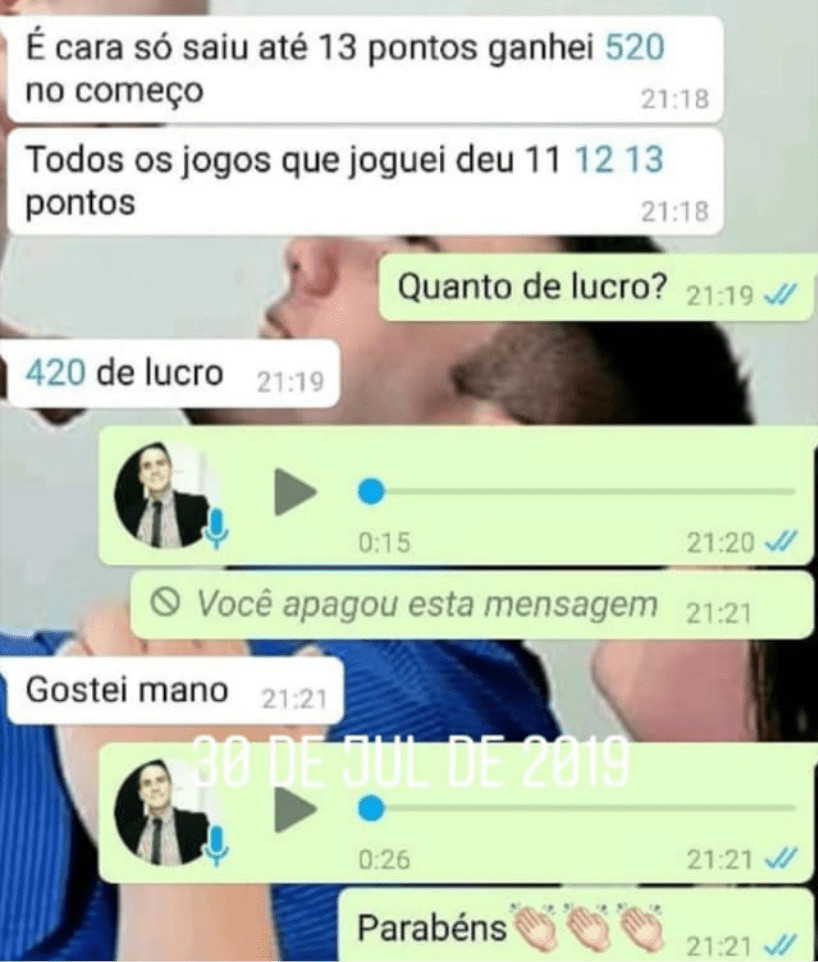 É cara só saiu até 13 pontos ganhei 520
no começo
21:18
Todos os jogos que joguei deu 11 12 13
pontos
21:18
Quanto de lucro? 21:19
420 de lucro 21:19
0:15 21:20
Você apagou esta mensagem 21:21
Gostei mano 21:21
30 DE JUL DE 2019
0:26 21:21
Parabéns👏🏻👏🏻👏🏻 21:21